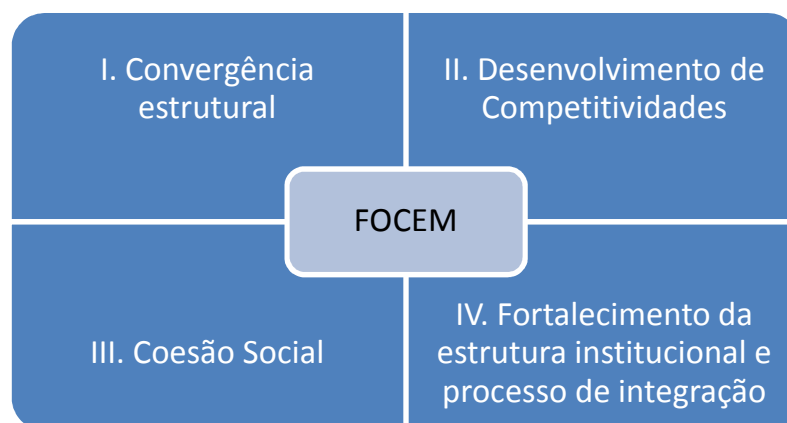 I. Convergência
estrutural
II. Desenvolvimento de
Competitividades
FOCEM
III. Coesão Social
IV. Fortalecimento da
estrutura institucional e
processo de integração